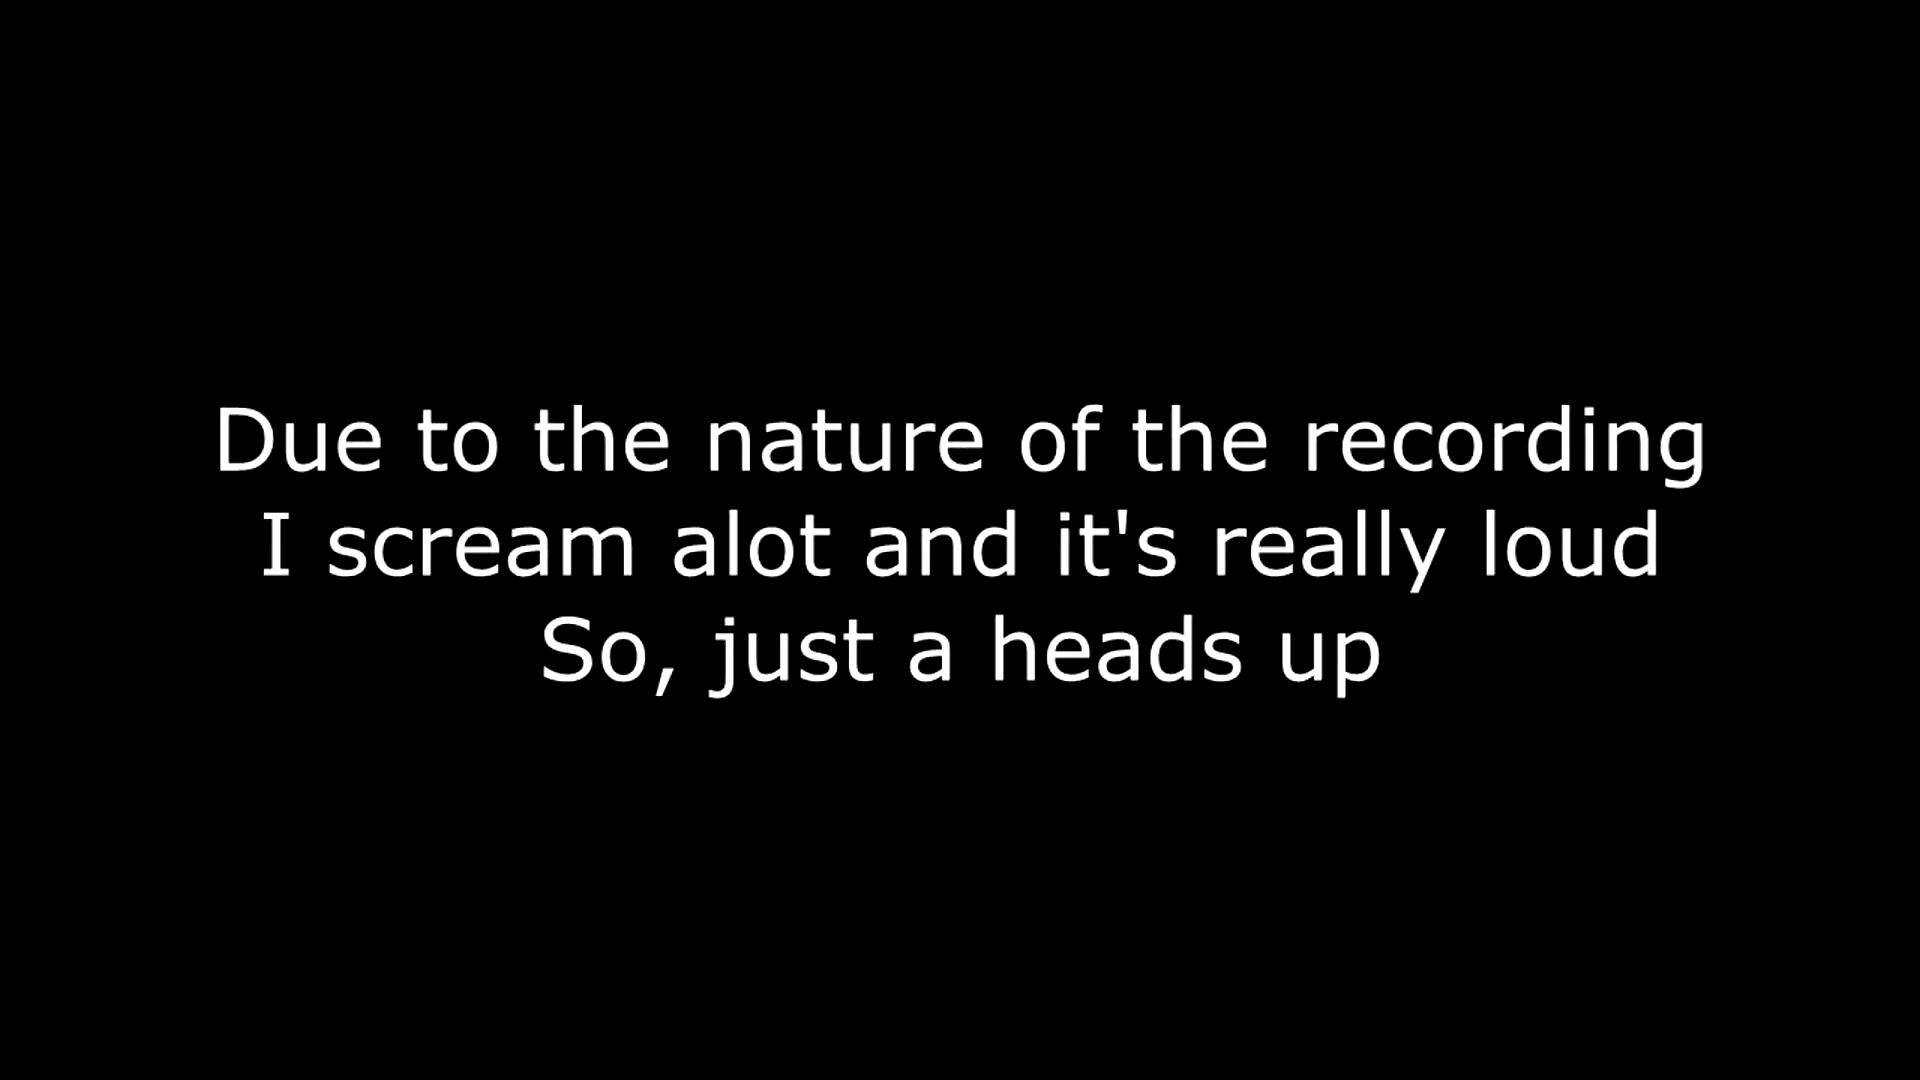 Due to the nature of the recording
I scream alot and it's really loud
So, just a heads up